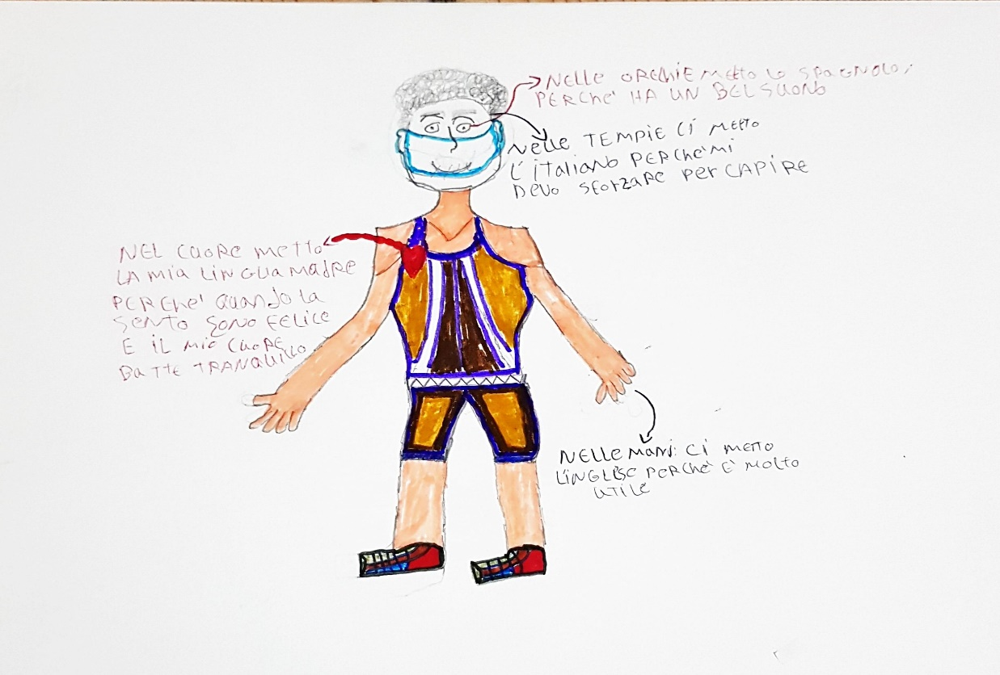 NELLE ORECHIE METTO LO SPAGNOLO,
PERCHE' HA UN BEL SUONO
NELLE TEMPIE CI METTO
L'ITALIANO PERCHE' MI
DEVO SFORZARE PER CAPIRE
NEL CUORE METTO
LA MIA LINGUA MADRE
PERCHE' QUANDO LA
SENTO SONO FELICE
E IL MIO CUORE
BATTE TRANQUILLO
NELLE MANI: CI METTO
L'INGLESE PERCHE' E' MOLTO
UTILE